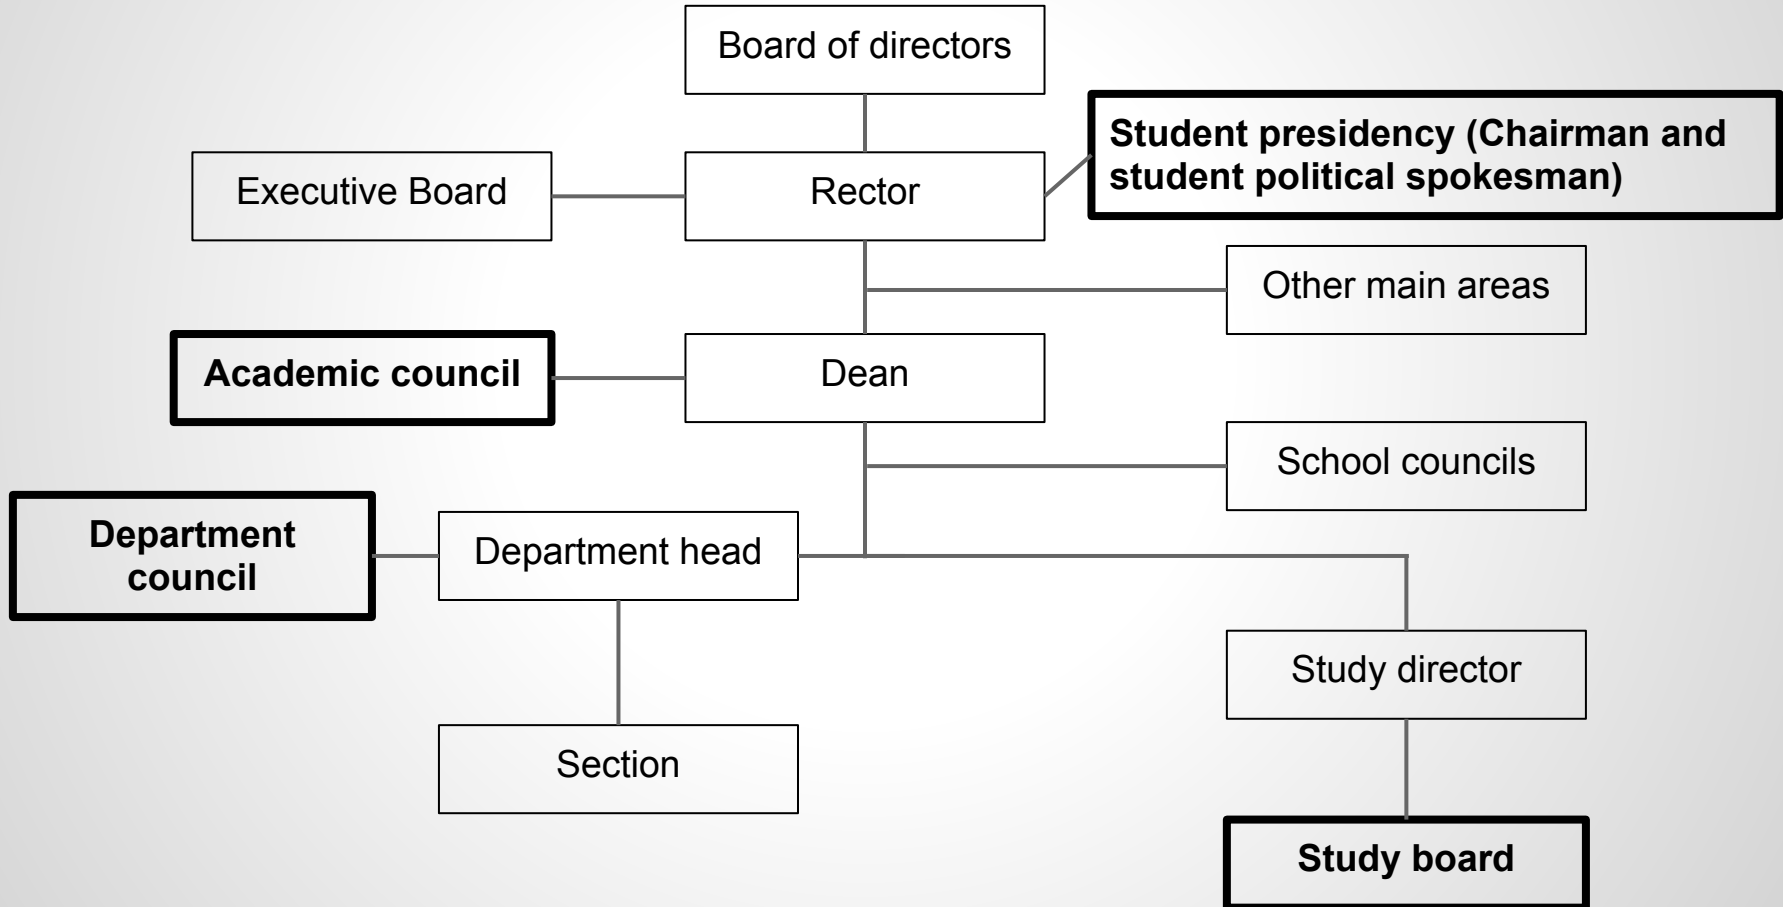 Board of directors
Student presidency (Chairman and
student political spokesman)
Executive Board
Rector
Other main areas
Academic council
Dean
School councils
Department
council
Department head
Study director
Section
Study board